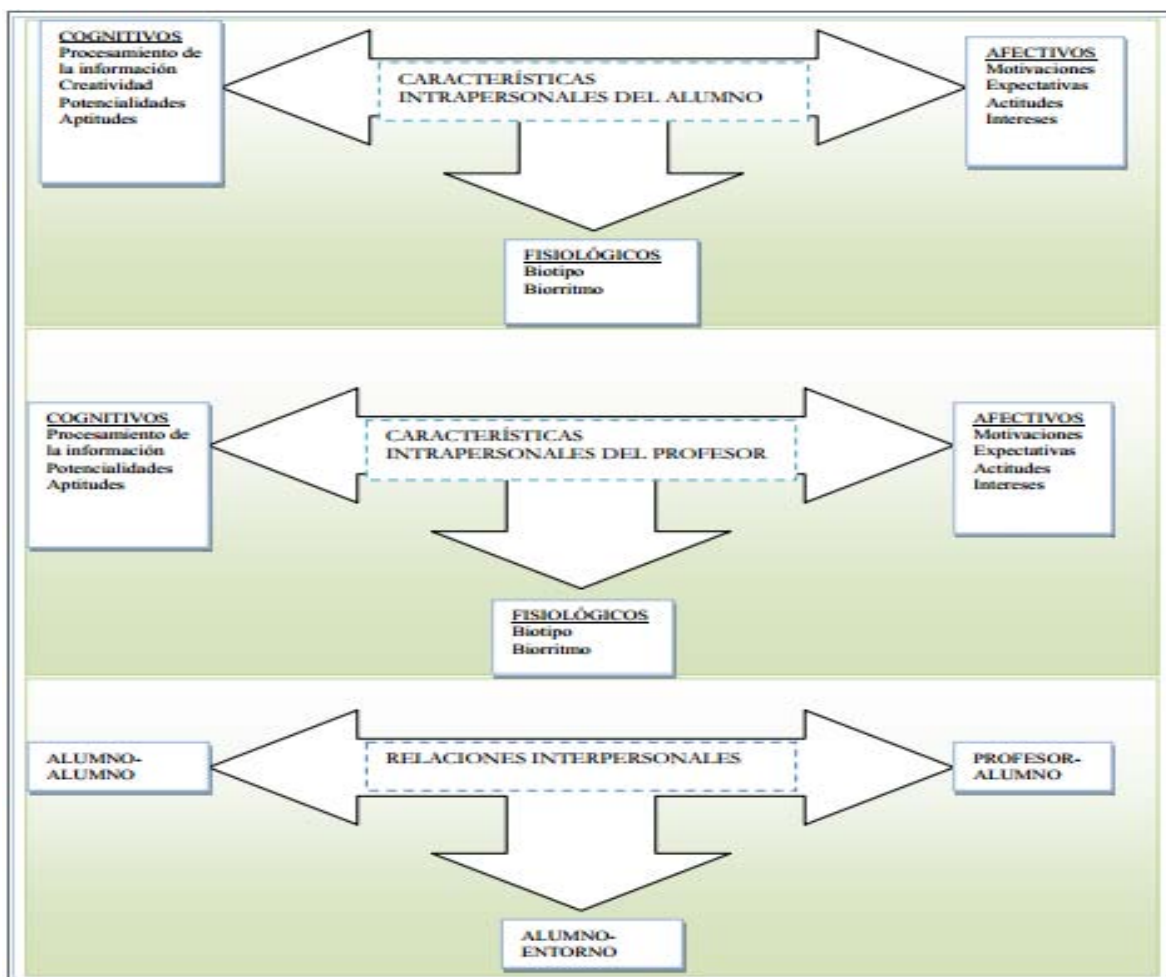 COGNITIVOS
Procesamiento de
la información
Creatividad
Potencialidades
Aptitudes
CARACTERÍSTICAS
INTRAPERSONALES DEL ALUMNO
AFECTIVOS
Motivaciones
Expectativas
Actitudes
Intereses
FISIOLÓGICOS
Biotipo
Biorritmo
COGNITIVOS
Procesamiento de
la información
Potencialidades
Aptitudes
CARACTERÍSTICAS
INTRAPERSONALES DEL PROFESOR
AFECTIVOS
Motivaciones
Expectativas
Actitudes
Intereses
FISIOLÓGICOS
Biotipo
Biorritmo
ALUMNO-
ALUMNO
RELACIONES INTERPERSONALES
PROFESOR-
ALUMNO
ALUMNO-
ENTORNO